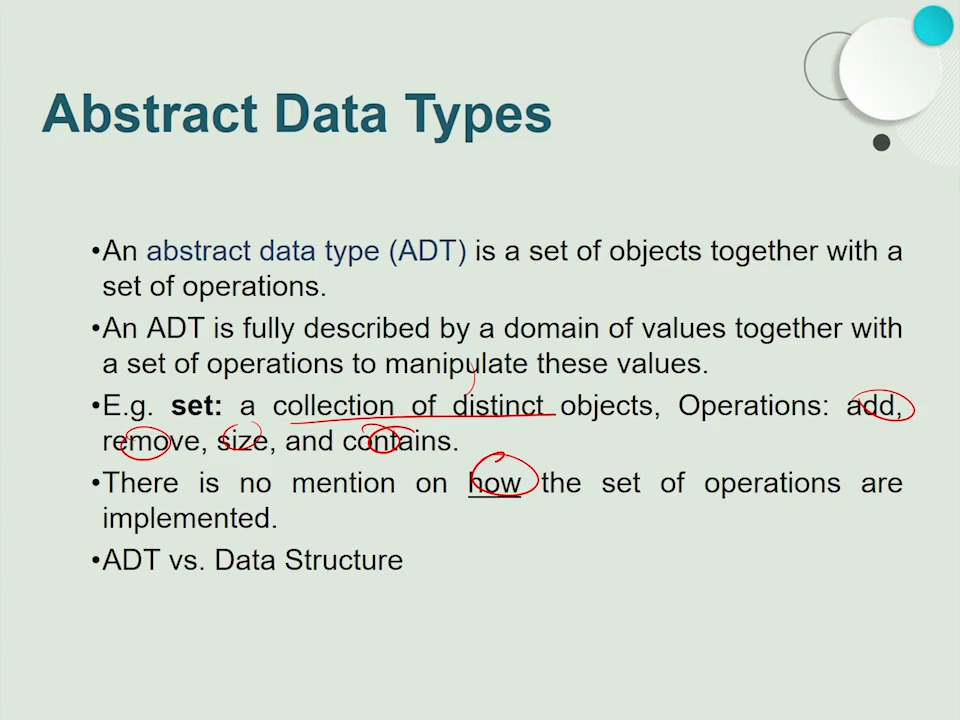 Abstract Data Types
•An abstract data type (ADT) is a set of objects together with a
set of operations.
•An ADT is fully described by a domain of values together with
a set of operations to manipulate these values.
•E.g. set: a collection of distinct objects, Operations: add,
remove, size, and contains.
•There is no mention on how the set of operations are
implemented.
•ADT vs. Data Structure